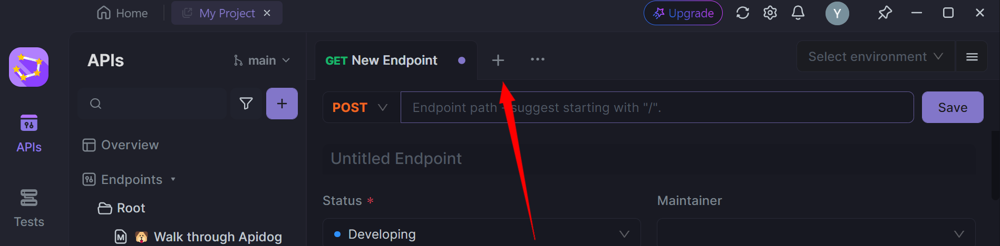 Home
My Project
Upgrade
Y
APIs
main
GET New Endpoint
Select environment
POST
Endpoint path - suggest starting with "/".
Save
APIs
Overview
Untitled Endpoint
Endpoints
Status *
Maintainer
Root
Tests
M
Walk through Apidog
Developing